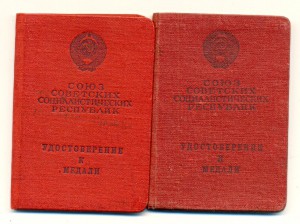 СОЮЗ
СОВЕТСКИХ
СОЦИАЛИСТИЧЕСКИХ
РЕСПУБЛИК
УДОСТОВЕРЕНИЕ
К
МЕДАЛИ
СОЮЗ
СОВЕТСКИХ
СОЦИАЛИСТИЧЕСКИХ
РЕСПУБЛИК
УДОСТОВЕРЕНИЕ
К
МЕДАЛИ